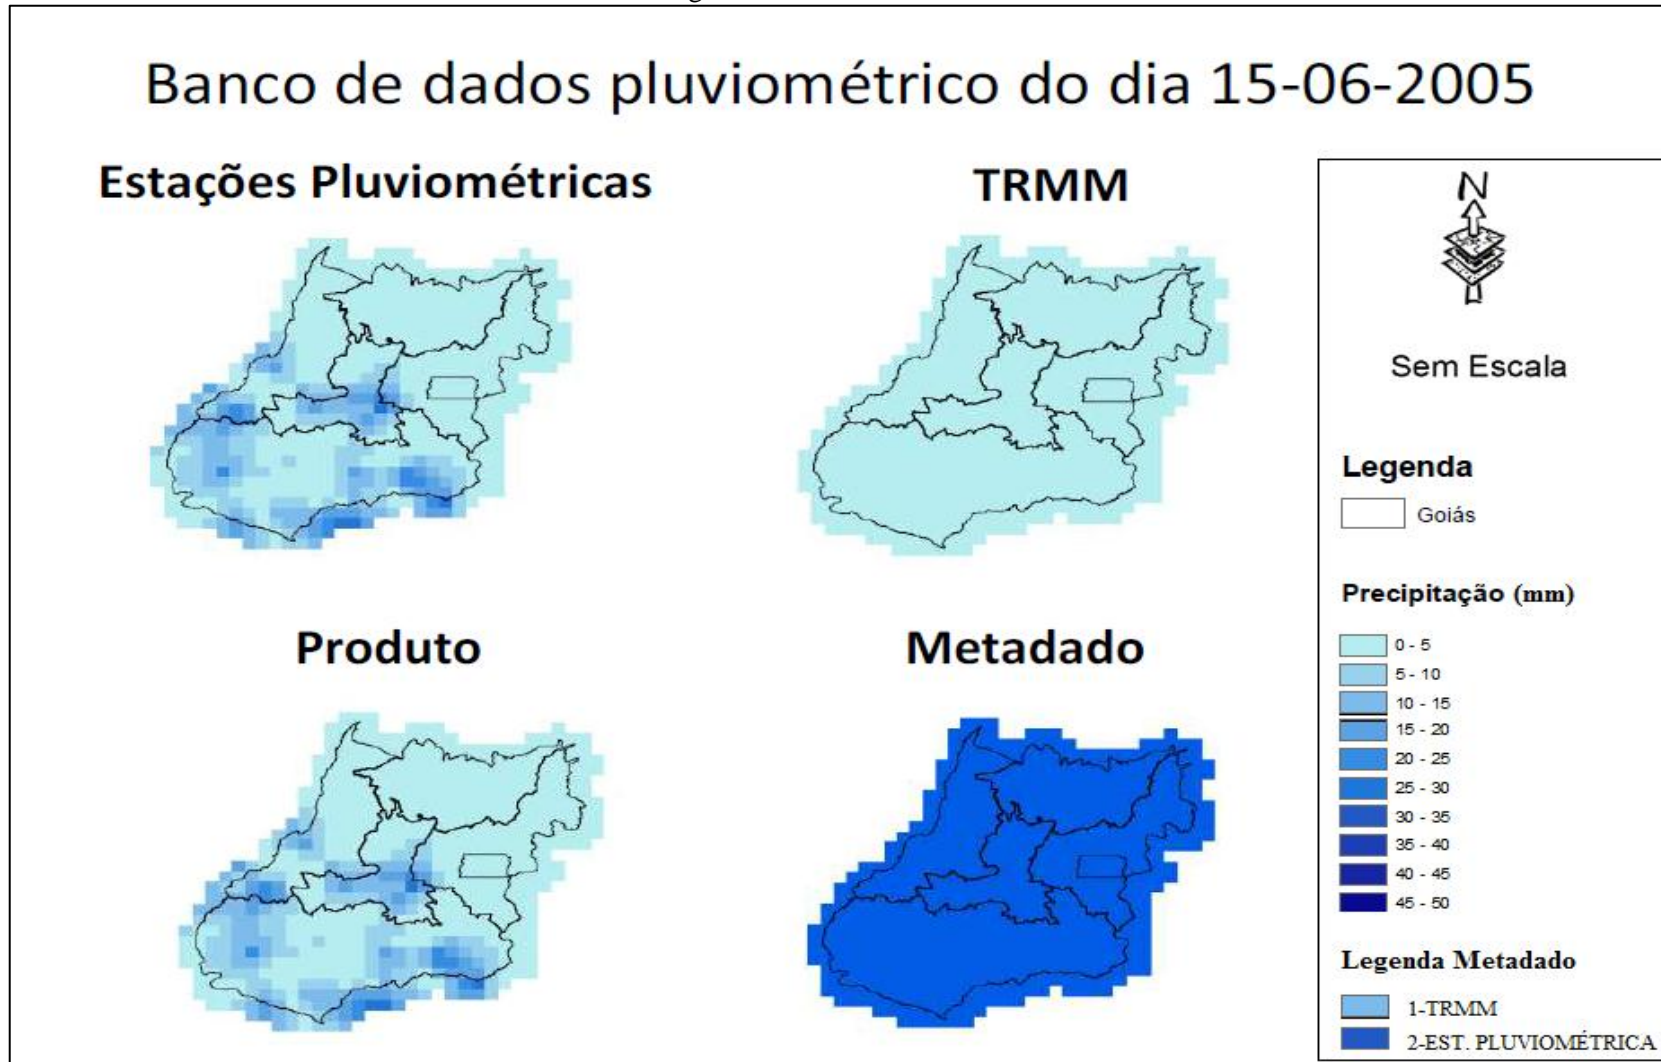 Banco de dados pluviométrico do dia 15-06-2005
Estações Pluviométricas
TRMM
Produto
Metadado
N
Sem Escala
Legenda
Goiás
Precipitação (mm)
0 - 5
5 - 10
10 - 15
15 - 20
20 - 25
25 - 30
30 - 35
35 - 40
40 - 45
45 - 50
Legenda Metadado
1-TRMM
2-EST. PLUVIOMÉTRICA